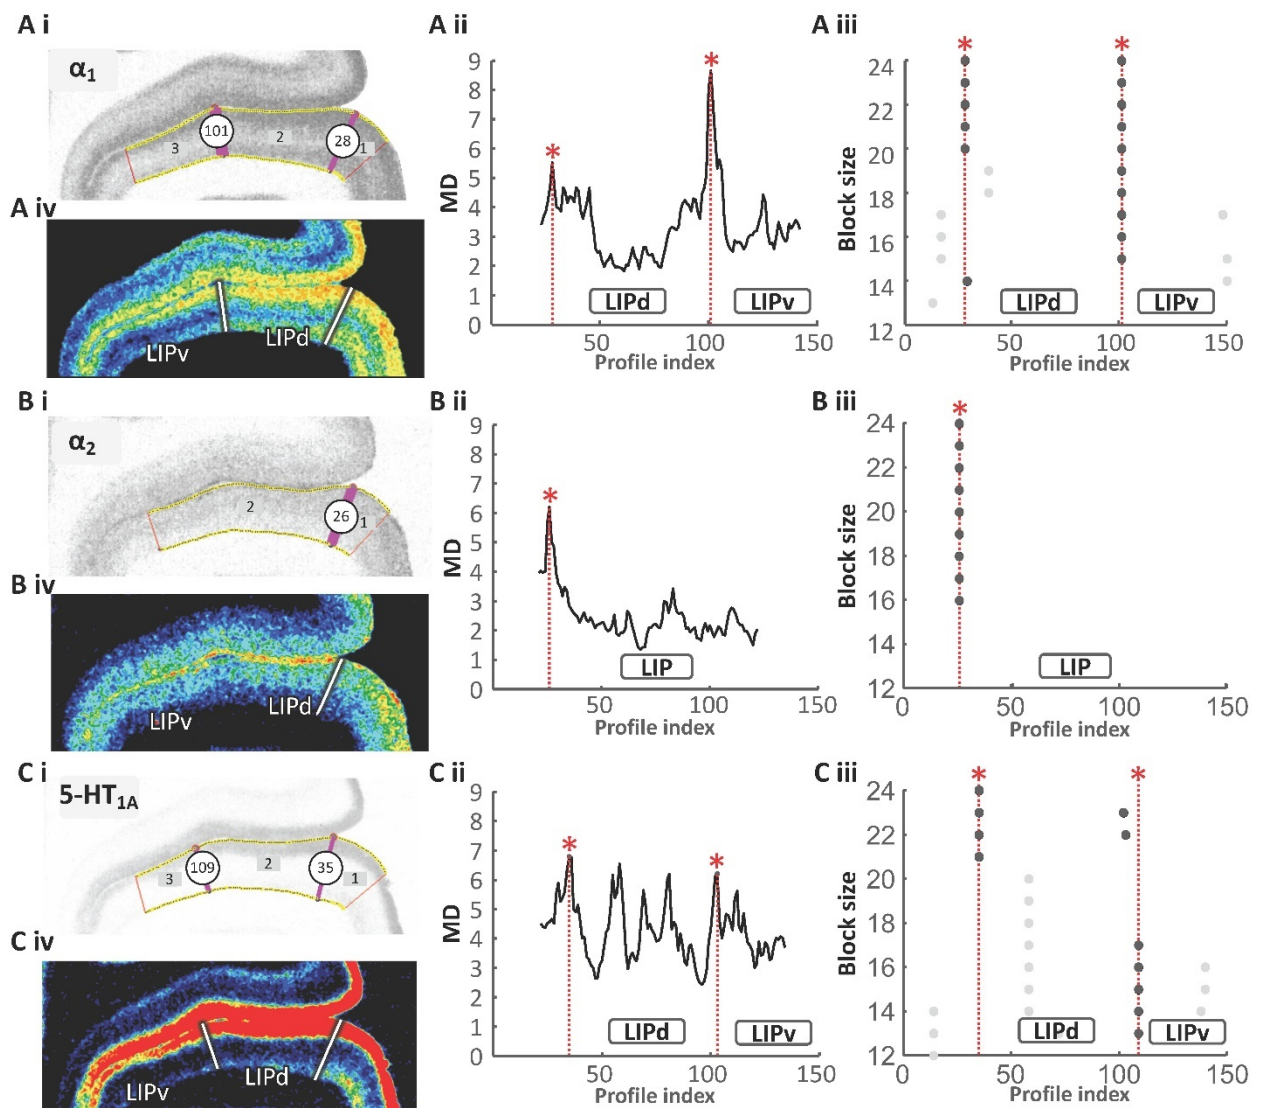 A i
α1
101
3
2
28
1
A ii
9
8
7
6
5
4
3
2
1
0
MD
*
*
LIPd
LIPv
50
100
150
Profile index
A iii
24
22
20
18
16
14
12
Block size
*
*
LIPd
LIPv
0
50
100
150
Profile index
A iv
LIPv
LIPd
B i
α2
2
26
1
B ii
9
8
7
6
5
4
3
2
1
0
MD
*
LIP
50
100
150
Profile index
B iii
24
22
20
18
16
14
12
Block size
*
LIP
0
50
100
150
Profile index
B iv
LIPv
LIPd
C i
5-HT1A
3
109
2
35
1
C ii
9
8
7
6
5
4
3
2
1
0
MD
*
*
LIPd
LIPv
50
100
150
Profile index
C iii
24
22
20
18
16
14
12
Block size
*
*
LIPd
LIPv
0
50
100
150
Profile index
C iv
LIPv
LIPd